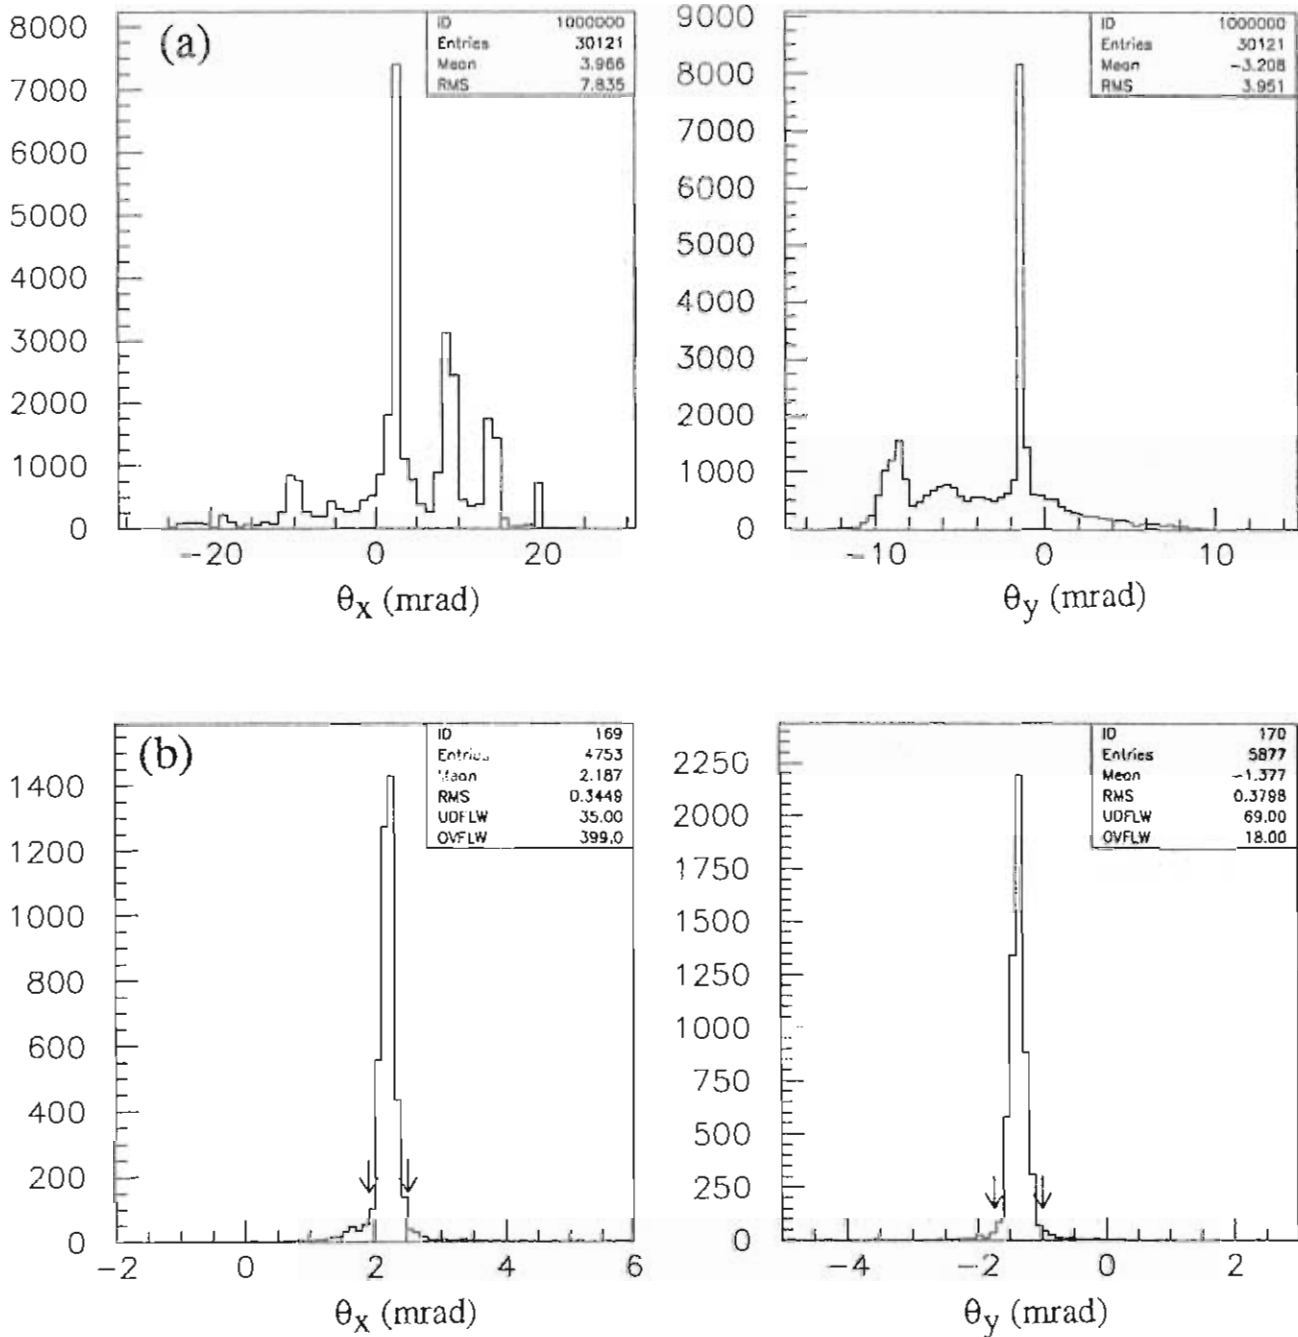 (a)
8000
7000
6000
5000
4000
3000
2000
1000
0
-20 0 20
θx (mrad)
ID 1000000
Entries 30121
Mean 3.966
RMS 7.835
9000
8000
7000
6000
5000
4000
3000
2000
1000
0
-10 0 10
θy (mrad)
ID 1000000
Entries 30121
Mean -3.208
RMS 3.951
(b)
1400
1200
1000
800
600
400
200
0
-2 0 2 4 6
θx (mrad)
ID 169
Entries 4753
Mean 2.187
RMS 0.3449
UDFLW 35.00
OVFLW 399.0
2250
2000
1750
1500
1250
1000
750
500
250
0
-4 -2 0 2
θy (mrad)
ID 170
Entries 5877
Mean -1.377
RMS 0.3798
UDFLW 69.00
OVFLW 18.00